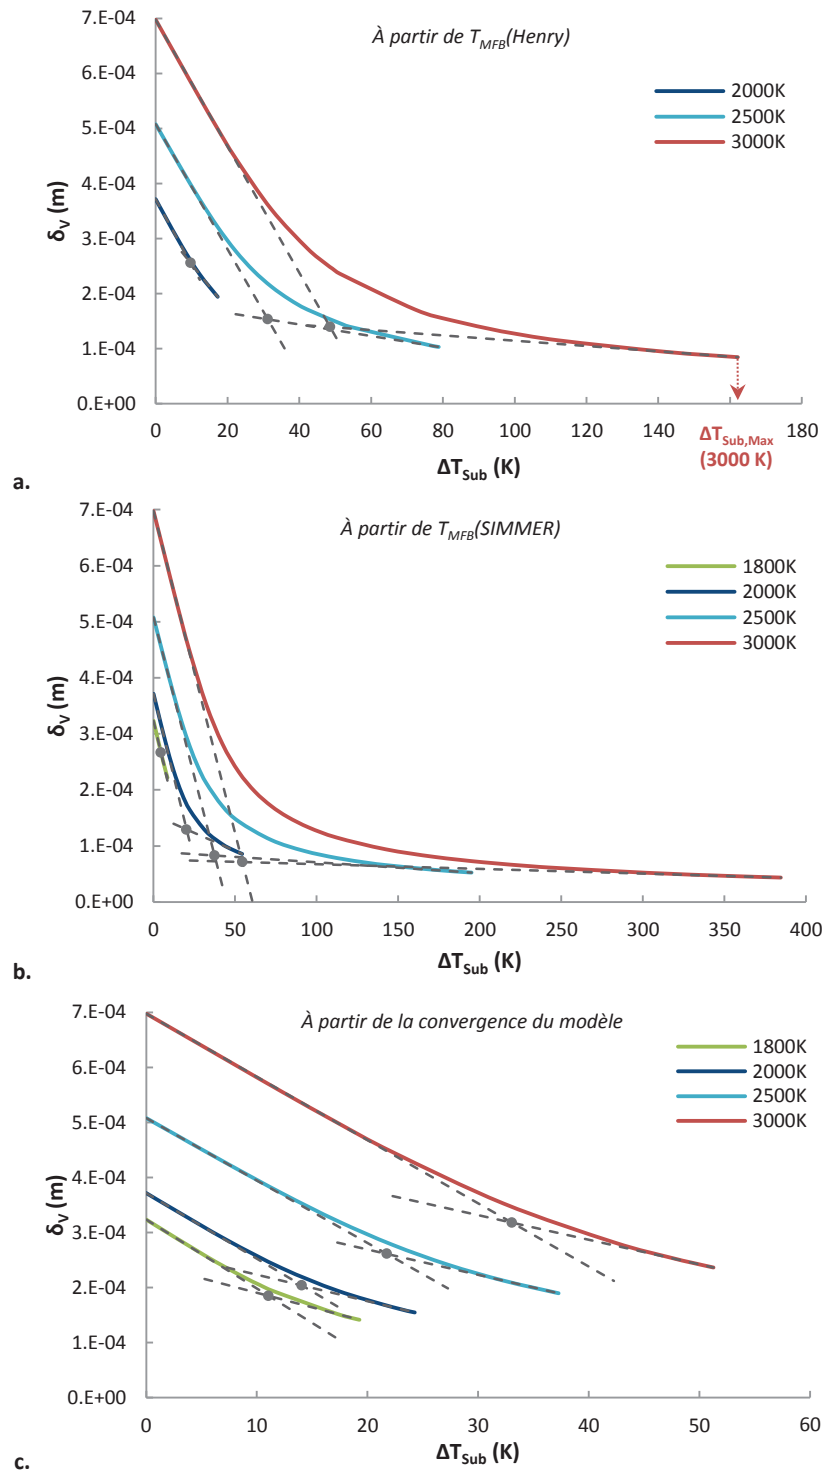 À partir de T_MFB(Henry)
7.E-04
6.E-04
5.E-04
4.E-04
3.E-04
2.E-04
1.E-04
0.E+00
δ_V (m)
2000K
2500K
3000K
0 20 40 60 80 100 120 140 160 180
ΔT_Sub,Max
(3000 K)
ΔT_Sub (K)
a.
À partir de T_MFB(SIMMER)
7.E-04
6.E-04
5.E-04
4.E-04
3.E-04
2.E-04
1.E-04
0.E+00
δ_V (m)
1800K
2000K
2500K
3000K
0 50 100 150 200 250 300 350 400
ΔT_Sub (K)
b.
À partir de la convergence du modèle
7.E-04
6.E-04
5.E-04
4.E-04
3.E-04
2.E-04
1.E-04
0.E+00
δ_V (m)
1800K
2000K
2500K
3000K
0 10 20 30 40 50 60
ΔT_Sub (K)
c.